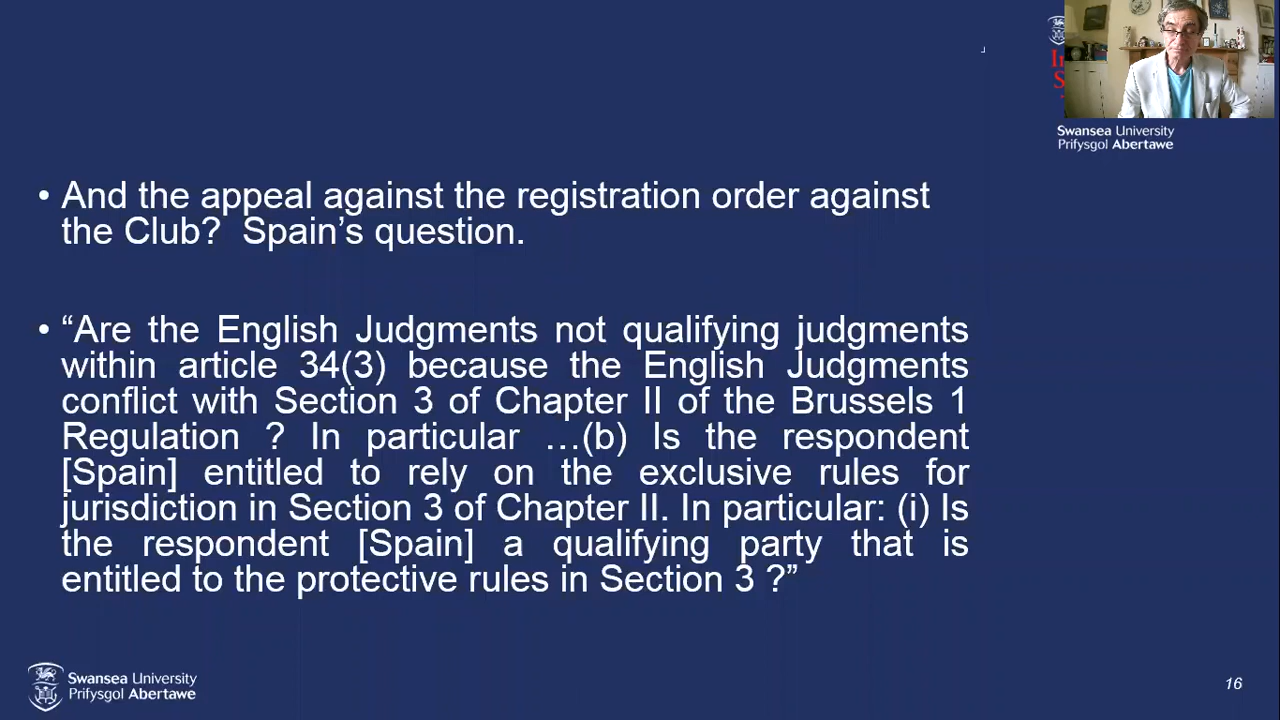 • And the appeal against the registration order against
the Club?  Spain’s question.
• “Are the English Judgments not qualifying judgments
within article 34(3) because the English Judgments
conflict with Section 3 of Chapter II of the Brussels 1
Regulation ? In particular …(b) Is the respondent
[Spain] entitled to rely on the exclusive rules for
jurisdiction in Section 3 of Chapter II. In particular: (i) Is
the respondent [Spain] a qualifying party that is
entitled to the protective rules in Section 3 ?”
Swansea University
Prifysgol Abertawe
Swansea University
Prifysgol Abertawe
16